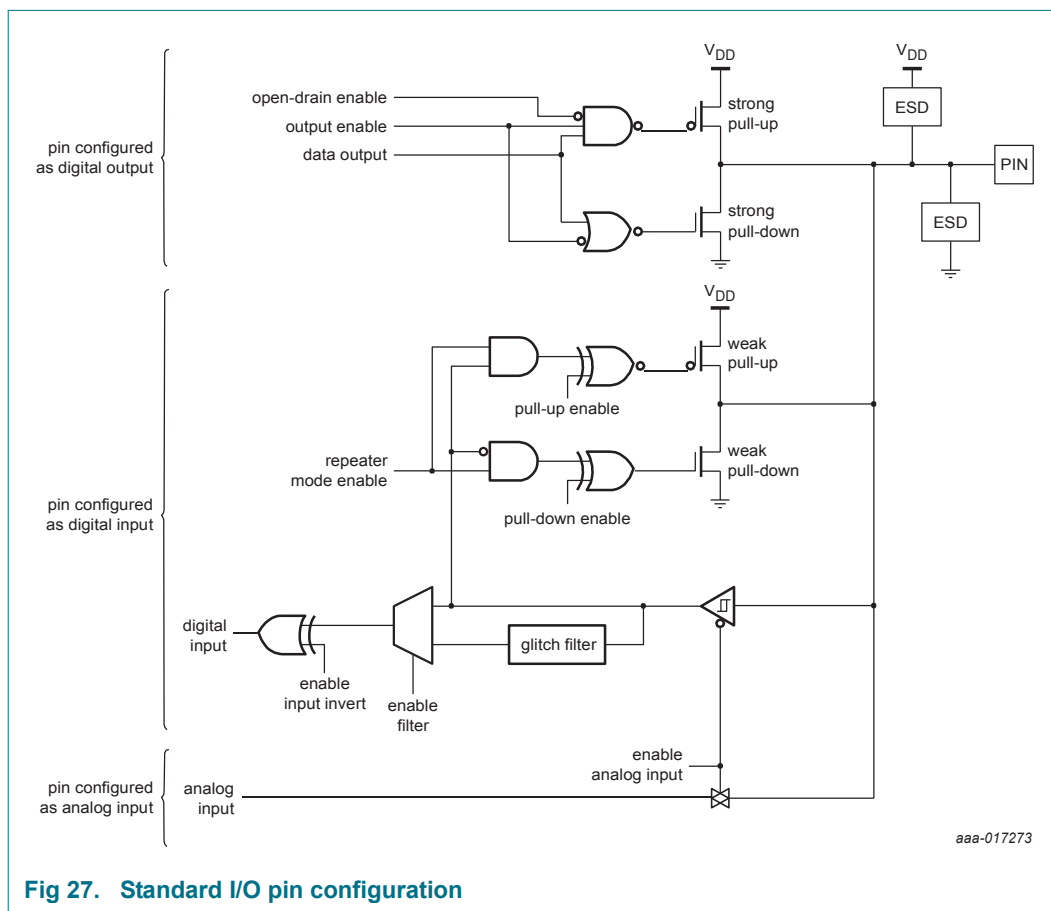 VDD
VDD
open-drain enable
strong
pull-up
ESD
output enable
pin configured
as digital output
data output
PIN
strong
pull-down
ESD
VDD
weak
pull-up
pull-up enable
repeater
mode enable
weak
pull-down
pin configured
as digital input
pull-down enable
digital
input
glitch filter
enable
input invert
enable
filter
enable
analog input
pin configured
as analog input
analog
input
aaa-017273
Fig 27. Standard I/O pin configuration